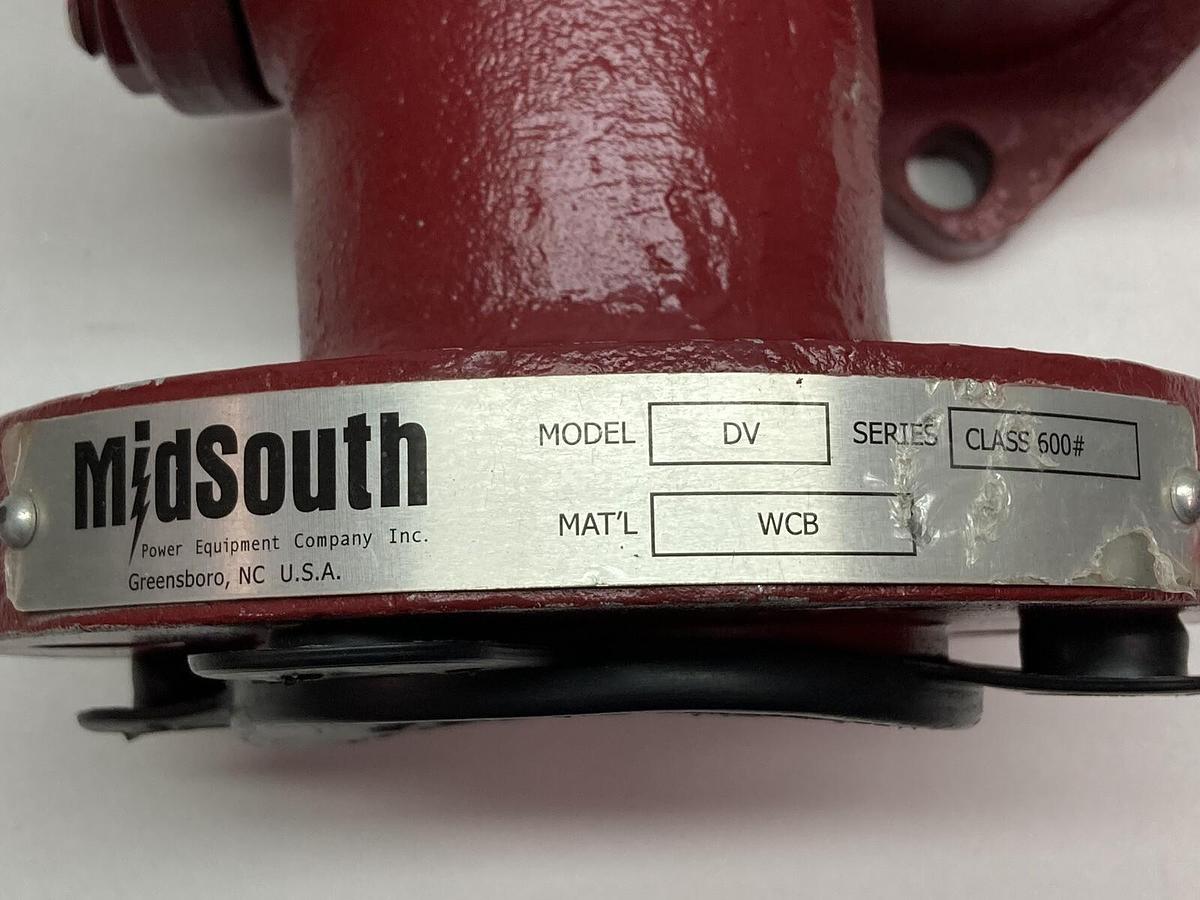 MidSouth
Power Equipment Company Inc.
Greensboro, NC U.S.A.
MODEL DV SERIES CLASS 600#
MAT'L WCB